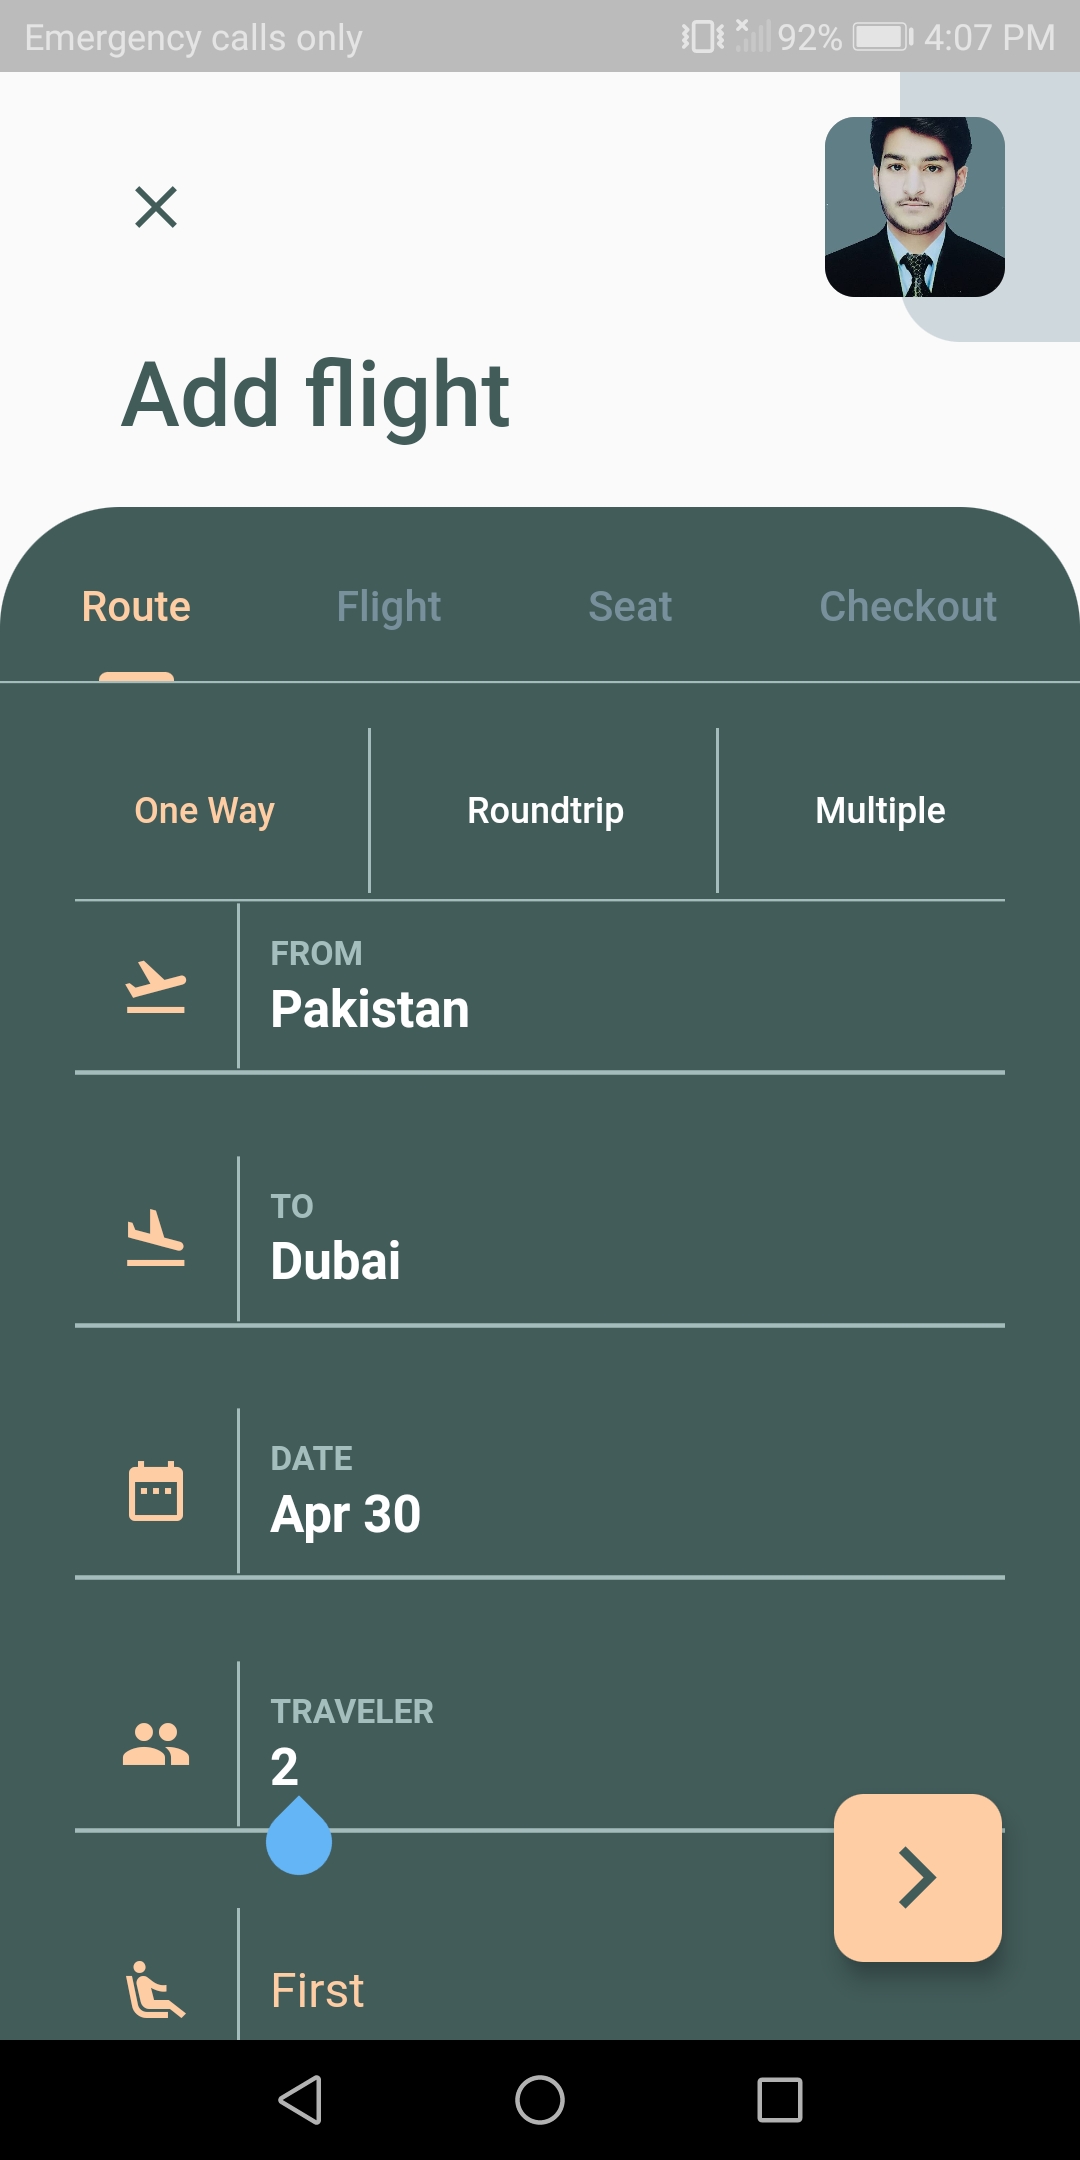 Emergency calls only 92% 4:07 PM
Add flight
Route Flight Seat Checkout
One Way Roundtrip Multiple
FROM
Pakistan
TO
Dubai
DATE
Apr 30
TRAVELER
2
First